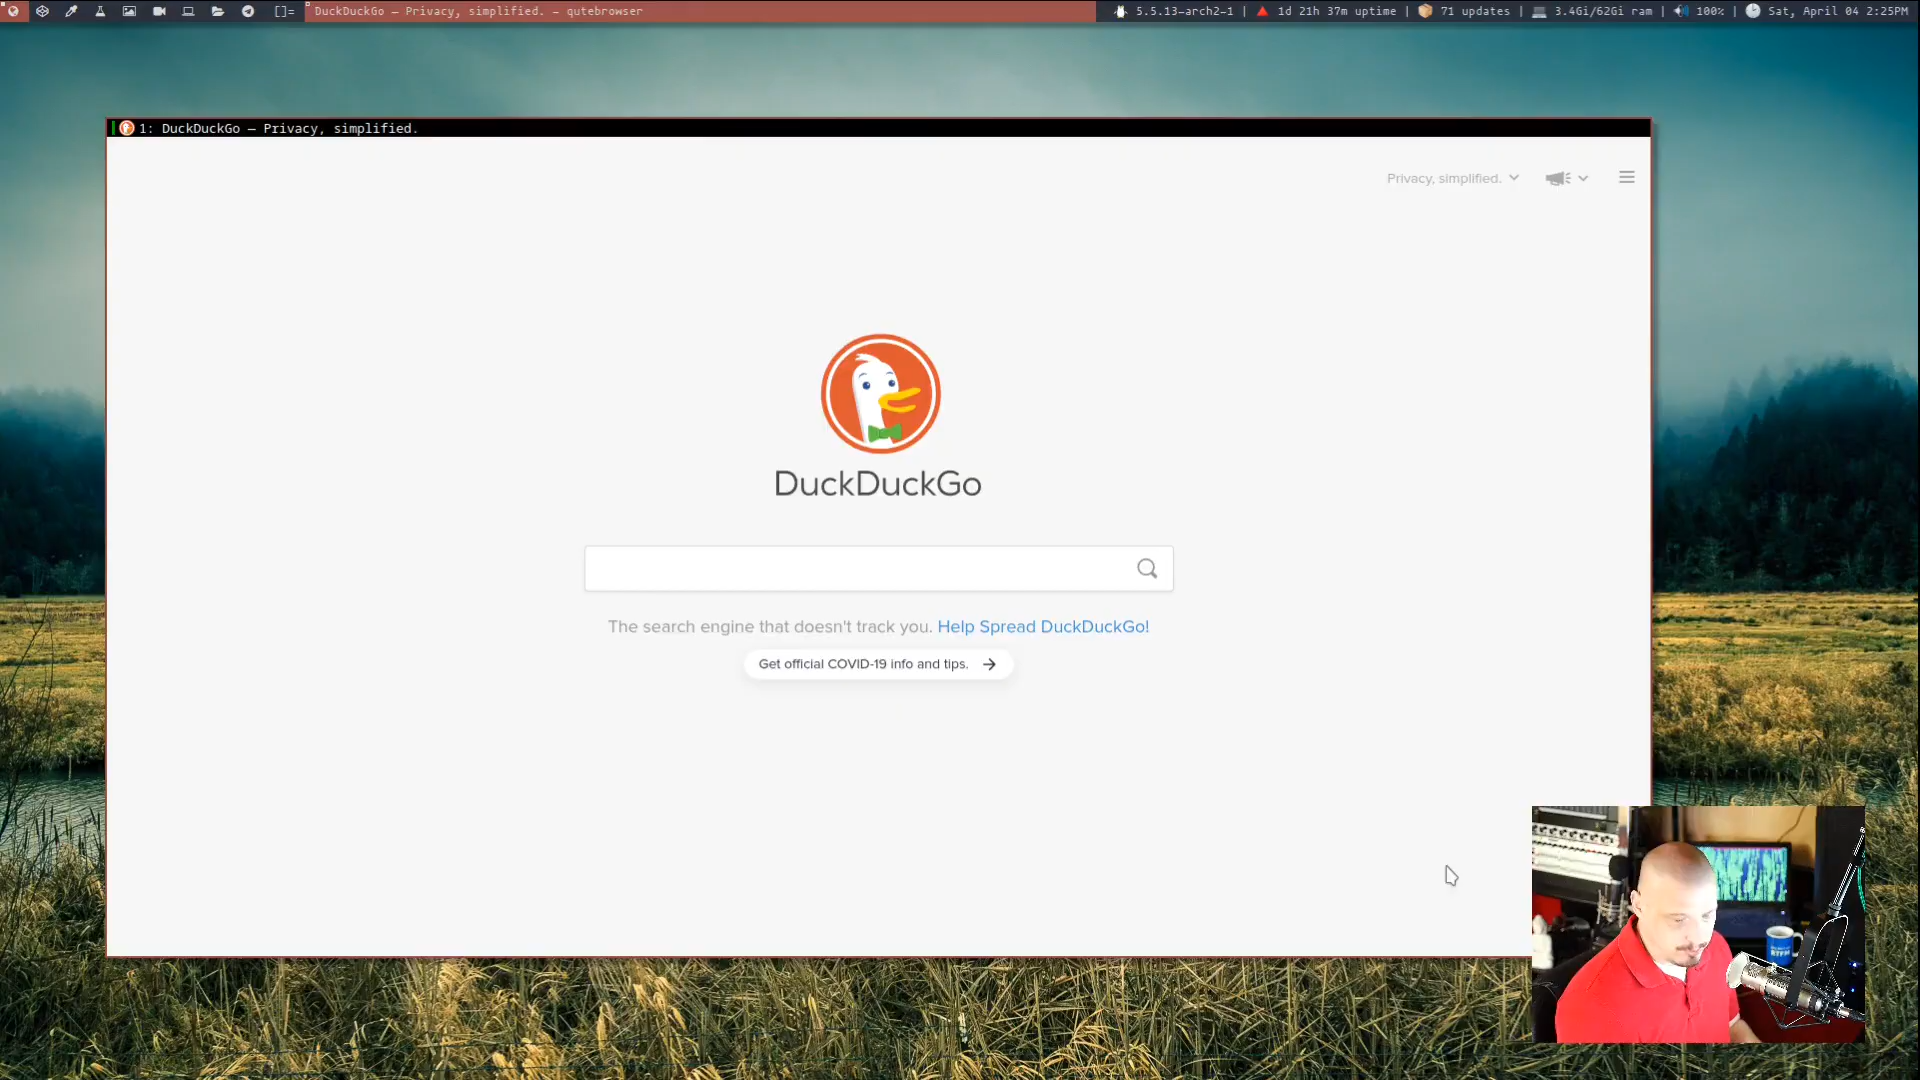 []= DuckDuckGo — Privacy, simplified. – qutebrowser 5.5.13-arch2-1 | 1d 21h 37m uptime | 71 updates | 3.4Gi/62Gi ram | 100% | Sat, April 04 2:25PM
1: DuckDuckGo — Privacy, simplified.
Privacy, simplified.
DuckDuckGo
The search engine that doesn't track you. Help Spread DuckDuckGo!
Get official COVID-19 info and tips.
RTFM